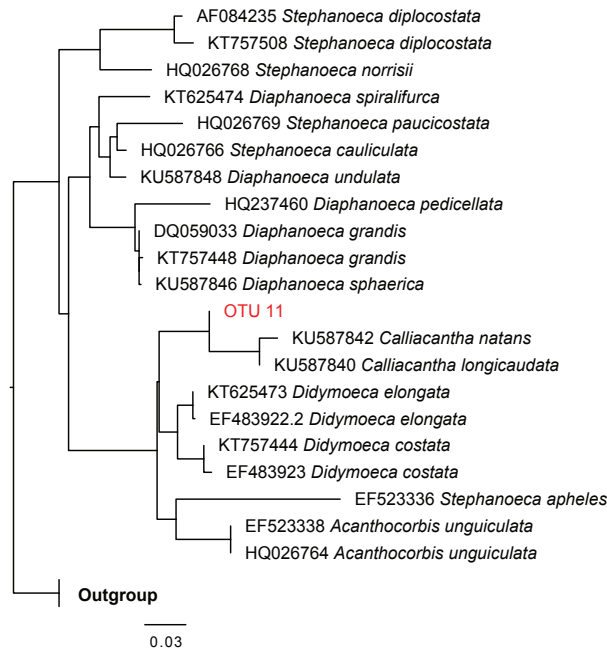 AF084235 Stephanoeca diplocostata
KT757508 Stephanoeca diplocostata
HQ026768 Stephanoeca norrisii
KT625474 Diaphanoeca spiralifurca
HQ026769 Stephanoeca paucicostata
HQ026766 Stephanoeca cauliculata
KU587848 Diaphanoeca undulata
HQ237460 Diaphanoeca pedicellata
DQ059033 Diaphanoeca grandis
KT757448 Diaphanoeca grandis
KU587846 Diaphanoeca sphaerica
OTU 11
KU587842 Calliacantha natans
KU587840 Calliacantha longicaudata
KT625473 Didymoeca elongata
EF483922.2 Didymoeca elongata
KT757444 Didymoeca costata
EF483923 Didymoeca costata
EF523336 Stephanoeca apheles
EF523338 Acanthocorbis unguiculata
HQ026764 Acanthocorbis unguiculata
Outgroup
0.03